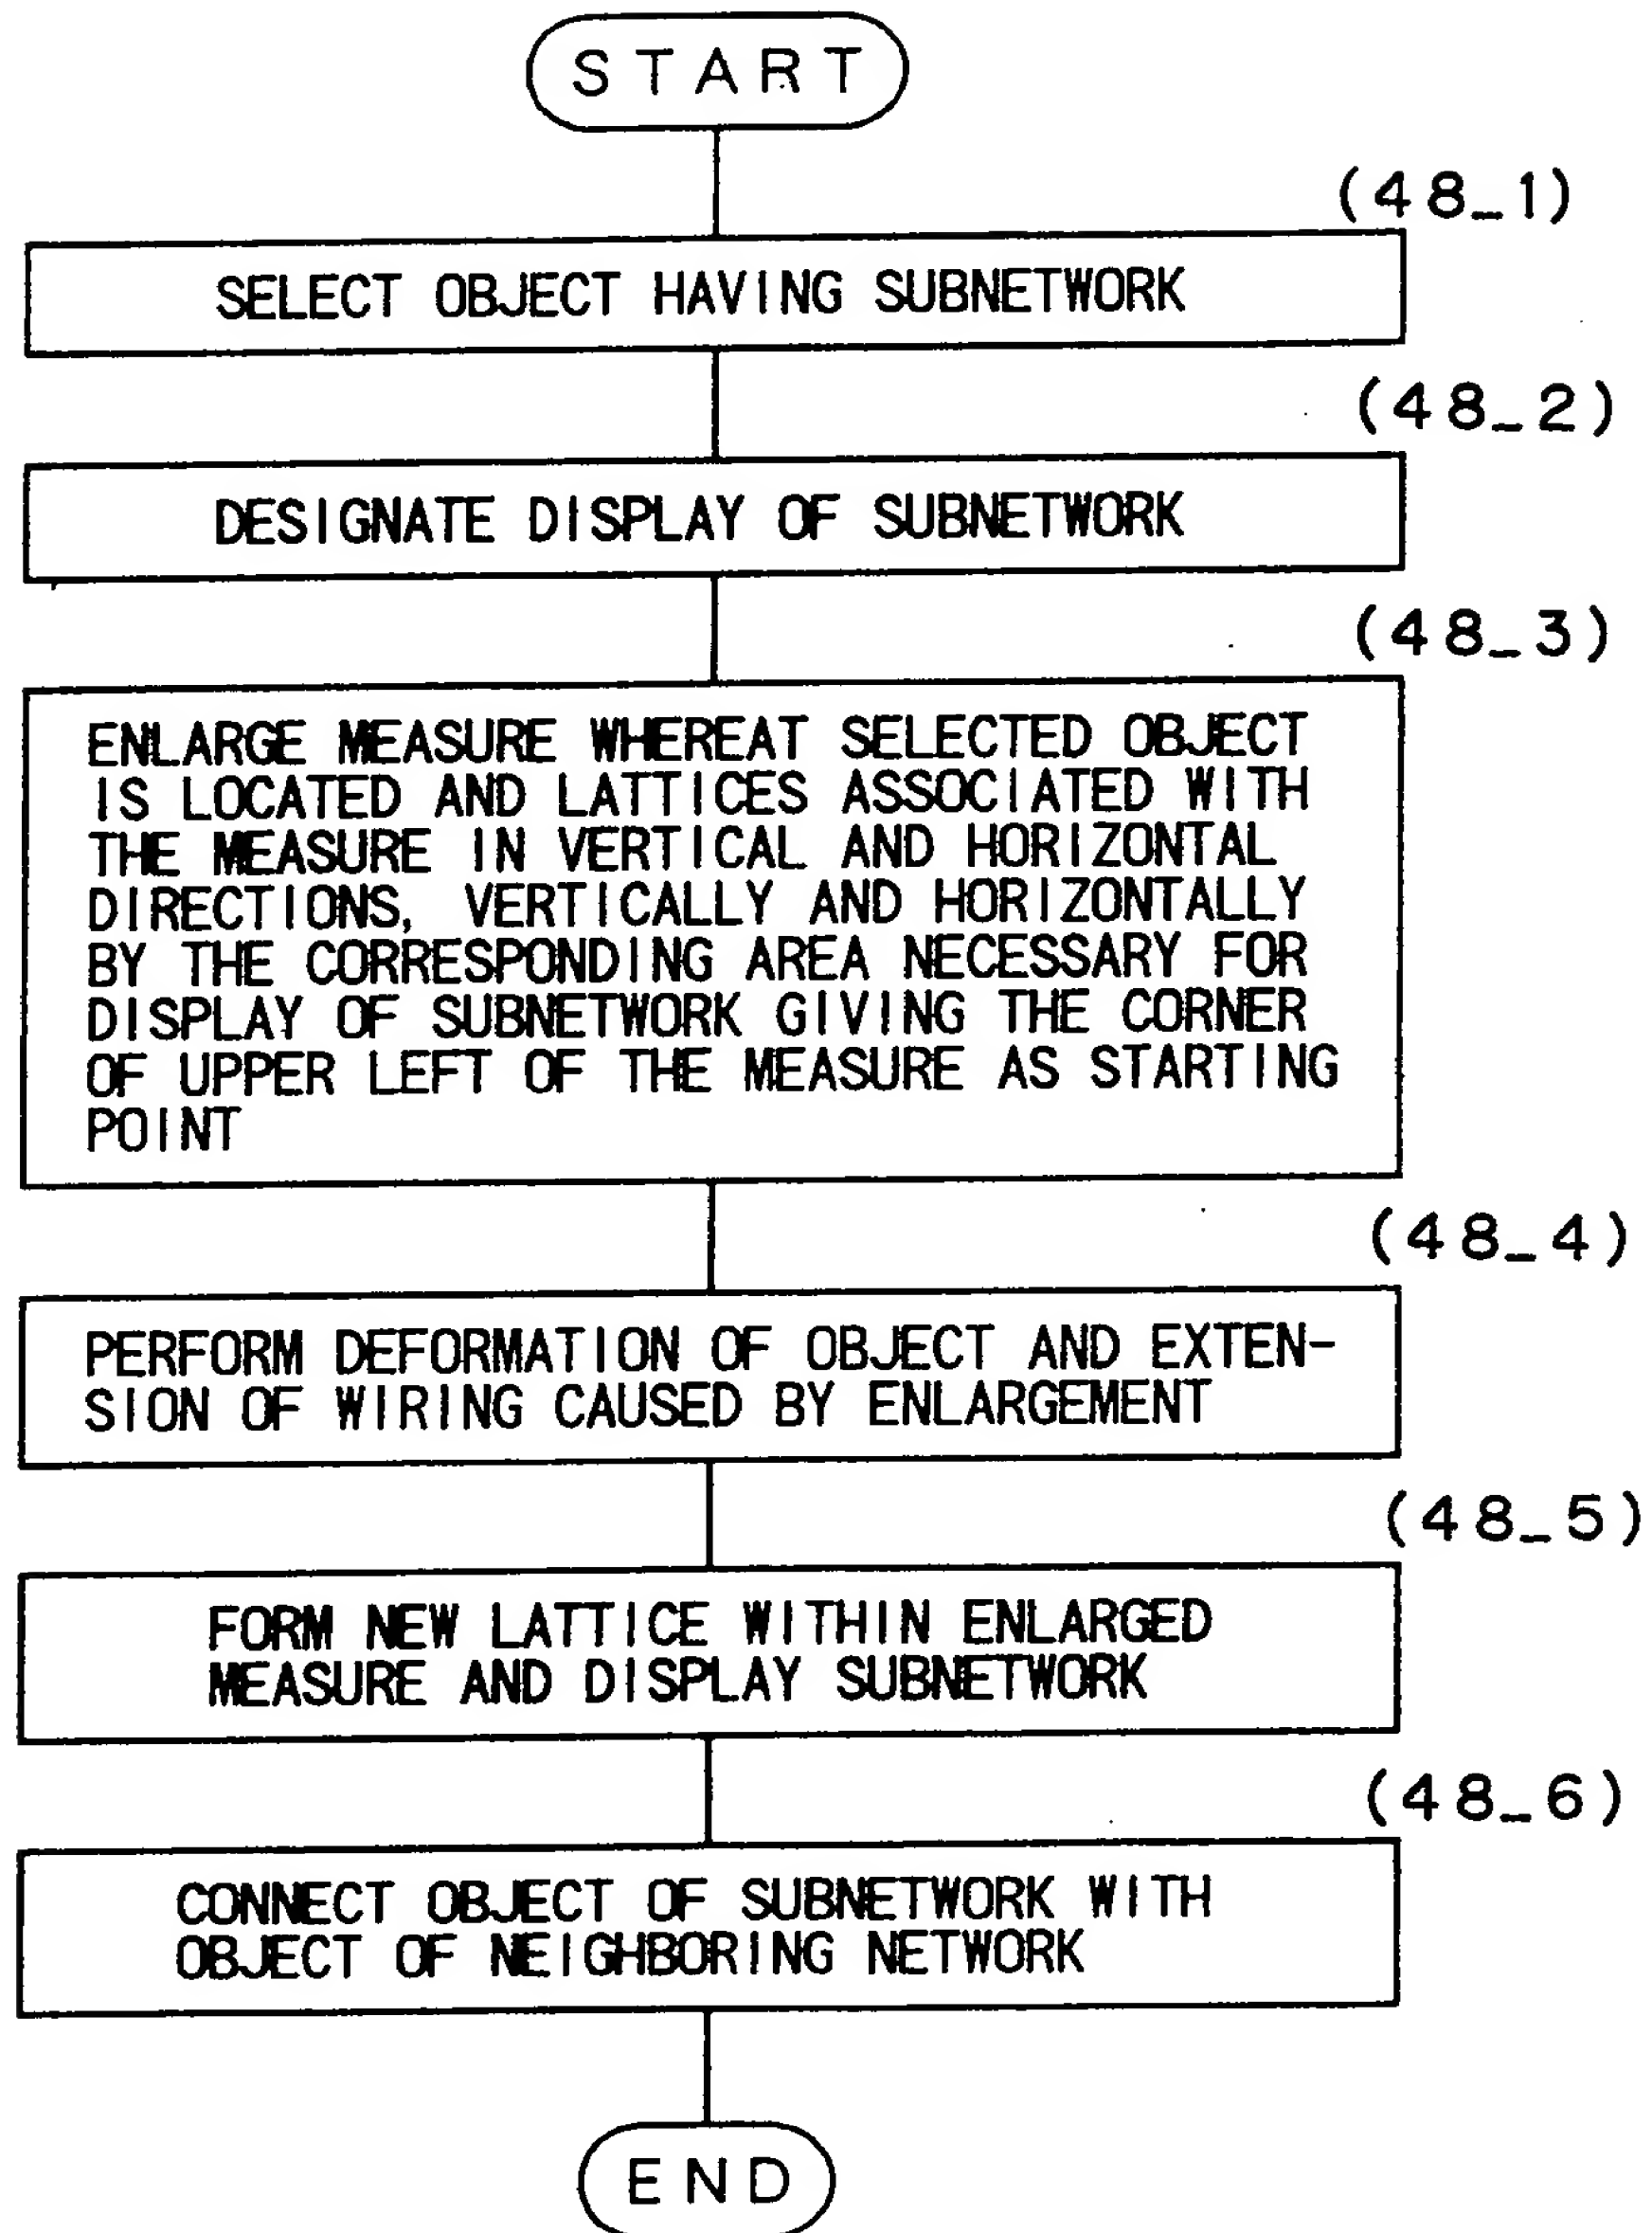 START
(48_1)
SELECT OBJECT HAVING SUBNETWORK
(48_2)
DESIGNATE DISPLAY OF SUBNETWORK
(48_3)
ENLARGE MEASURE WHEREAT SELECTED OBJECT
IS LOCATED AND LATTICES ASSOCIATED WITH
THE MEASURE IN VERTICAL AND HORIZONTAL
DIRECTIONS, VERTICALLY AND HORIZONTALLY
BY THE CORRESPONDING AREA NECESSARY FOR
DISPLAY OF SUBNETWORK GIVING THE CORNER
OF UPPER LEFT OF THE MEASURE AS STARTING
POINT
(48_4)
PERFORM DEFORMATION OF OBJECT AND EXTEN-
SION OF WIRING CAUSED BY ENLARGEMENT
(48_5)
FORM NEW LATTICE WITHIN ENLARGED
MEASURE AND DISPLAY SUBNETWORK
(48_6)
CONNECT OBJECT OF SUBNETWORK WITH
OBJECT OF NEIGHBORING NETWORK
END